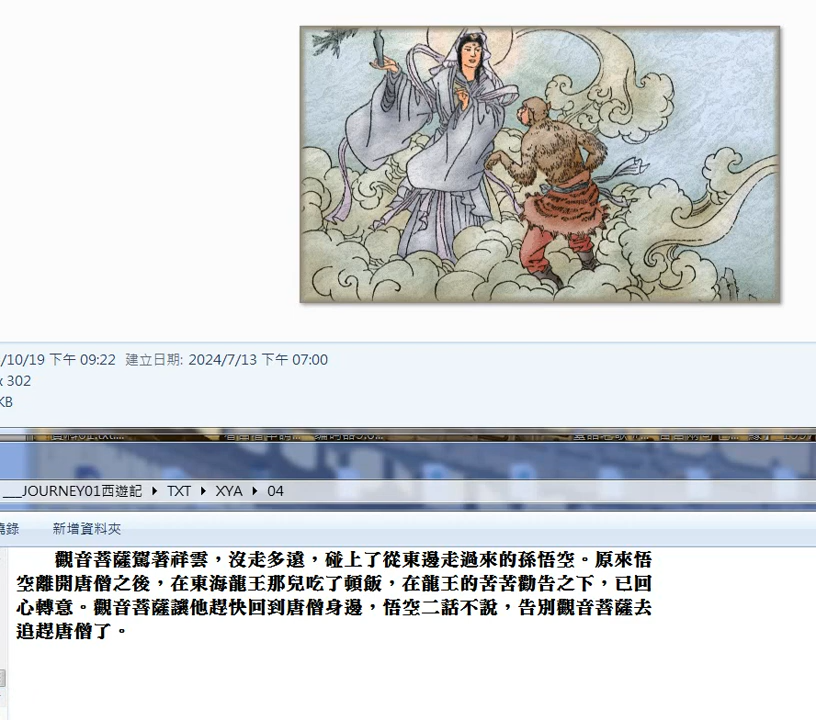 /10/19 下午 09:22 建立日期: 2024/7/13 下午 07:00
x 302
KB
___JOURNEY01西遊記 ▸ TXT ▸ XYA ▸ 04
燒錄 新增資料夾
觀音菩薩駕著祥雲，沒走多遠，碰上了從東邊走過來的孫悟空。原來悟
空離開唐僧之後，在東海龍王那兒吃了頓飯，在龍王的苦苦勸告之下，已回
心轉意。觀音菩薩讓他趕快回到唐僧身邊，悟空二話不說，告別觀音菩薩去
追趕唐僧了。